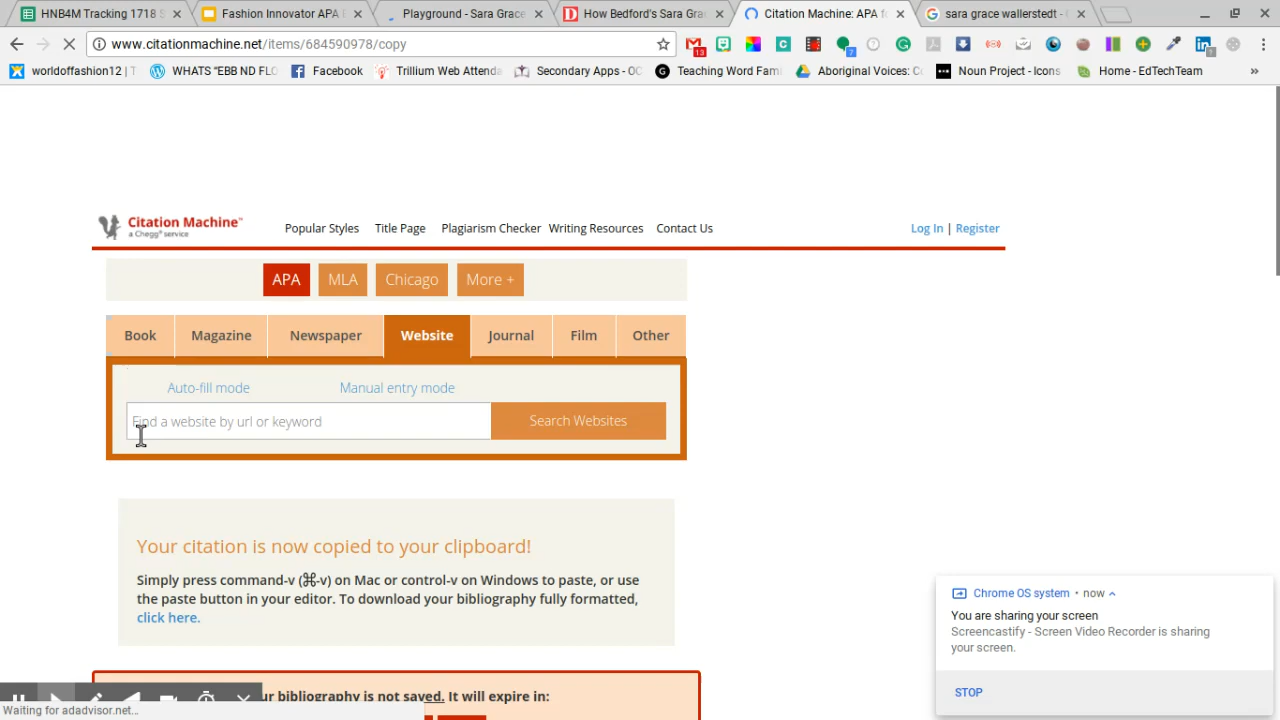 HNB4M Tracking 1718 S
Fashion Innovator APA E
Playground - Sara Grace
How Bedford's Sara Gra
Citation Machine: APA f
sara grace wallerstedt -
www.citationmachine.net/items/684590978/copy
13
7
1
worldoffashion12 | T
WHATS "EBB ND FLO
Facebook
Trillium Web Attenda
Secondary Apps - OC
Teaching Word Fam
Aboriginal Voices: Cu
Noun Project - Icons
Home - EdTechTeam
»
Citation Machine™
a Chegg® service
Popular Styles
Title Page
Plagiarism Checker
Writing Resources
Contact Us
Log In | Register
APA
MLA
Chicago
More +
Book
Magazine
Newspaper
Website
Journal
Film
Other
Auto-fill mode
Manual entry mode
Find a website by url or keyword
Search Websites
Your citation is now copied to your clipboard!
Simply press command-v (⌘-v) on Mac or control-v on Windows to paste, or use
the paste button in your editor. To download your bibliography fully formatted,
click here.
Chrome OS system • now
You are sharing your screen
Screencastify - Screen Video Recorder is sharing
your screen.
STOP
ur bibliography is not saved. It will expire in:
Waiting for adadvisor.net...